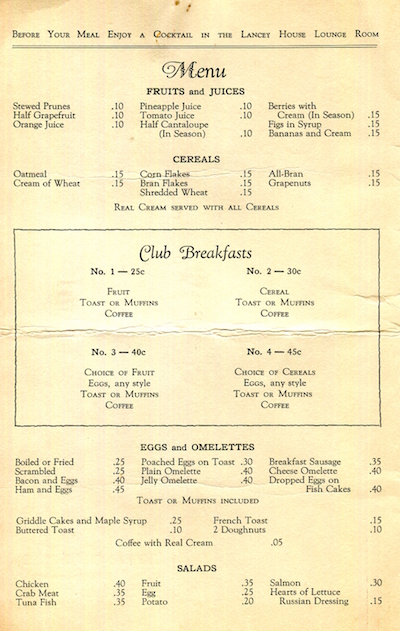 Before Your Meal Enjoy a Cocktail in the Lancey House Lounge Room
Menu
FRUITS and JUICES
Stewed Prunes .10 Pineapple Juice .10 Berries with
Half Grapefruit .10 Tomato Juice .10 Cream (In Season) .15
Orange Juice .10 Half Cantaloupe Figs in Syrup .15
(In Season) .10 Bananas and Cream .15
CEREALS
Oatmeal .15 Corn Flakes .15 All-Bran .15
Cream of Wheat .15 Bran Flakes .15 Grapenuts .15
Shredded Wheat .15
Real Cream served with all Cereals
Club Breakfasts
No. 1 — 25c No. 2 — 30c
Fruit Cereal
Toast or Muffins Toast or Muffins
Coffee Coffee
No. 3 — 40c No. 4 — 45c
Choice of Fruit Choice of Cereals
Eggs, any style Eggs, any style
Toast or Muffins Toast or Muffins
Coffee Coffee
EGGS and OMELETTES
Boiled or Fried .25 Poached Eggs on Toast .30 Breakfast Sausage .35
Scrambled .25 Plain Omelette .40 Cheese Omelette .40
Bacon and Eggs .40 Jelly Omelette .40 Dropped Eggs on
Ham and Eggs .45 Fish Cakes .40
Toast or Muffins included
Griddle Cakes and Maple Syrup .25 French Toast .15
Buttered Toast .10 2 Doughnuts .10
Coffee with Real Cream .05
SALADS
Chicken .40 Fruit .35 Salmon .30
Crab Meat .35 Egg .25 Hearts of Lettuce
Tuna Fish .35 Potato .20 Russian Dressing .15